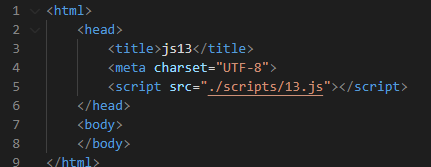 1 <html>
2 <head>
3 <title>js13</title>
4 <meta charset="UTF-8">
5 <script src="./scripts/13.js"></script>
6 </head>
7 <body>
8 </body>
9 </html>